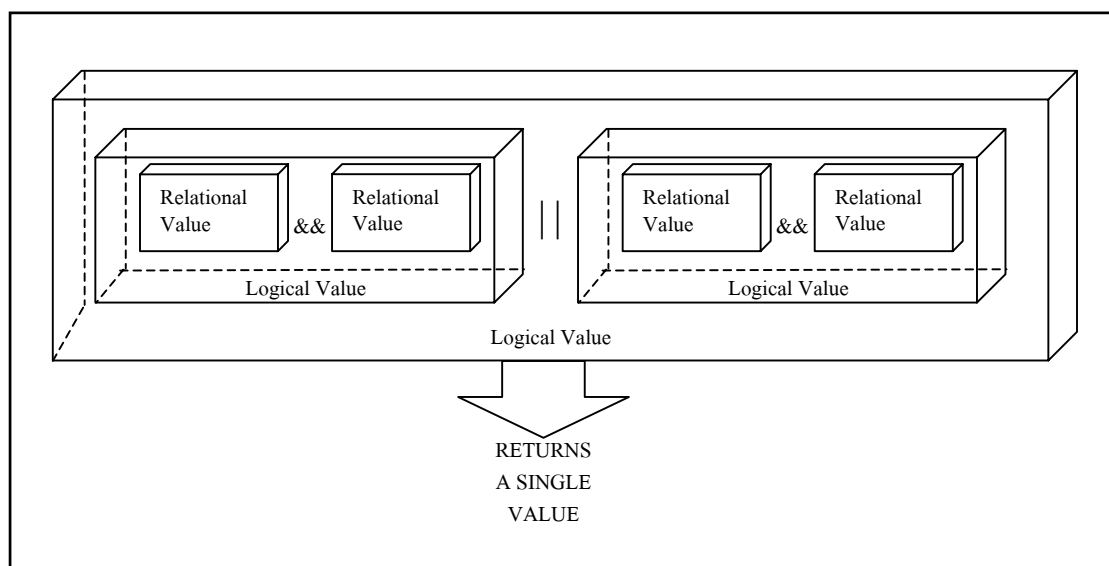 Relational
Value
&&
Relational
Value
||
Relational
Value
&&
Relational
Value
Logical Value
Logical Value
Logical Value
RETURNS
A SINGLE
VALUE